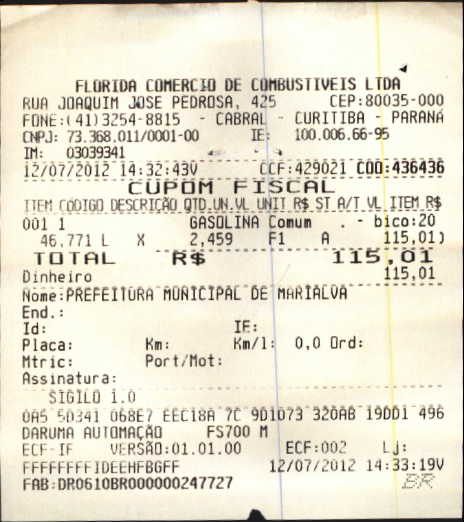 FLORIDA COMERCIO DE COMBUSTIVEIS LTDA
RUA JOAQUIM JOSE PEDROSA, 425 CEP:80035-000
FONE:(41)3254-8815 - CABRAL - CURITIBA - PARANÁ
CNPJ: 73.368.011/0001-00 IE: 100.006.66-95
IM: 03039341
12/07/2012 14:32:43V CCF:429021 COO:436436
CUPOM FISCAL
ITEM CÓDIGO DESCRIÇÃO QTD.UN.VL UNIT R$ ST A/T VL ITEM R$
001 1 GASOLINA Comum . - bico:20
46,771 L X 2,459 F1 A 115,01)
TOTAL R$ 115,01
Dinheiro 115,01
Nome:PREFEITURA MUNICIPAL DE MARIALVA
End.:
Id: IE:
Placa: Km: Km/l: 0,0 Ord:
Mtric: Port/Mot:
Assinatura:
SIGILO 1.0
0A5 50341 068E7 EEC18A 7C 9D1073 320AB 19DD1 496
DARUMA AUTOMAÇÃO FS700 M
ECF-IF VERSÃO:01.01.00 ECF:002 Lj:
FFFFFFFFIDEEHFBGFF 12/07/2012 14:33:19V
FAB:DR0610BR000000247727 BR